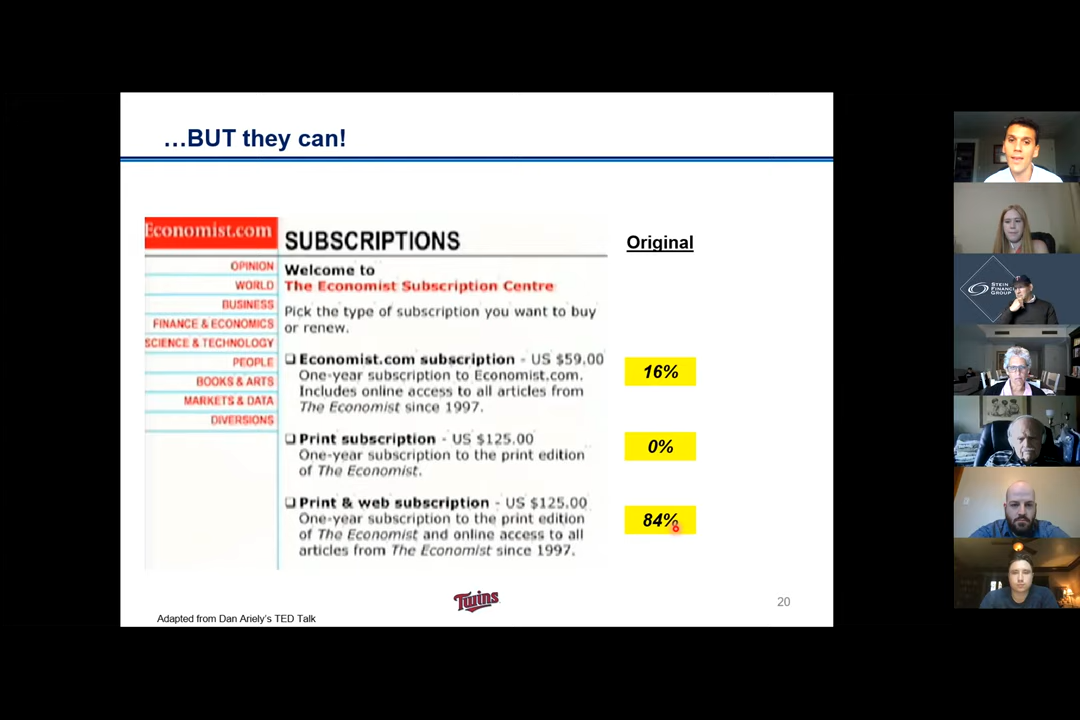 …BUT they can!
Economist.com
OPINION
WORLD
BUSINESS
FINANCE & ECONOMICS
SCIENCE & TECHNOLOGY
PEOPLE
BOOKS & ARTS
MARKETS & DATA
DIVERSIONS
SUBSCRIPTIONS
Welcome to
The Economist Subscription Centre
Pick the type of subscription you want to buy
or renew.
Economist.com subscription - US $59.00
One-year subscription to Economist.com.
Includes online access to all articles from
The Economist since 1997.
Print subscription - US $125.00
One-year subscription to the print edition
of The Economist.
Print & web subscription - US $125.00
One-year subscription to the print edition
of The Economist and online access to all
articles from The Economist since 1997.
Original
16%
0%
84%
Twins
20
Adapted from Dan Ariely's TED Talk
STEIN FINANCIAL
GROUP